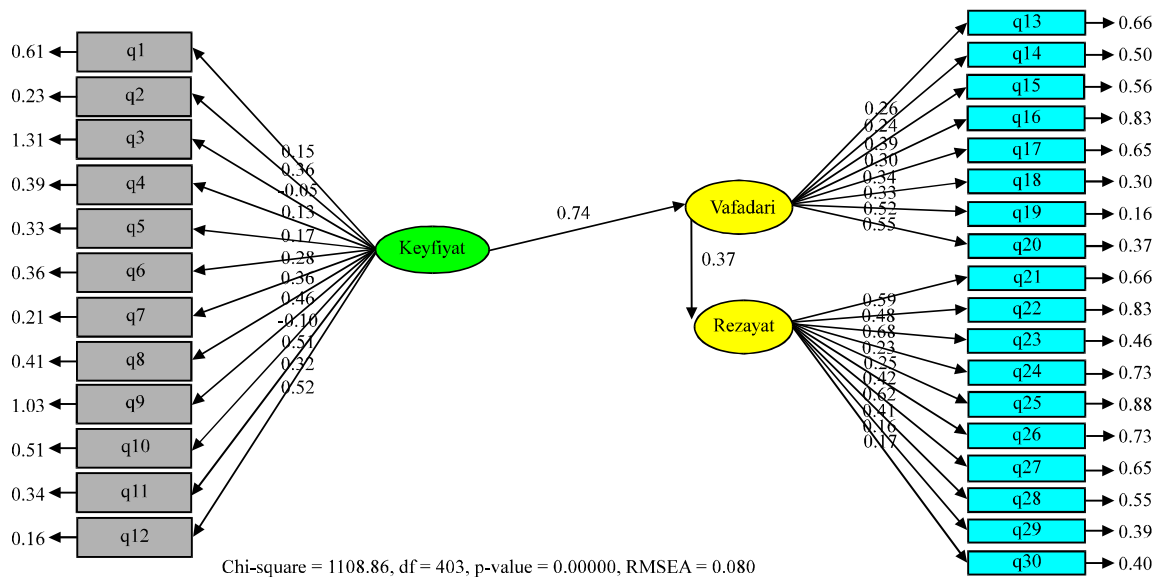 0.61 q1
0.23 q2
1.31 q3
0.39 q4
0.33 q5
0.36 q6
0.21 q7
0.41 q8
1.03 q9
0.51 q10
0.34 q11
0.16 q12
0.15
0.36
-0.05
0.13
0.17
0.28
0.36
0.46
-0.10
0.51
0.32
0.52
Keyfiyat
0.74
Vafadari
0.37
Rezayat
0.26
0.24
0.39
0.30
0.34
0.33
0.52
0.55
0.59
0.48
0.68
0.23
0.25
0.42
0.62
0.41
0.16
0.17
q13 0.66
q14 0.50
q15 0.56
q16 0.83
q17 0.65
q18 0.30
q19 0.16
q20 0.37
q21 0.66
q22 0.83
q23 0.46
q24 0.73
q25 0.88
q26 0.73
q27 0.65
q28 0.55
q29 0.39
q30 0.40
Chi-square = 1108.86, df = 403, p-value = 0.00000, RMSEA = 0.080